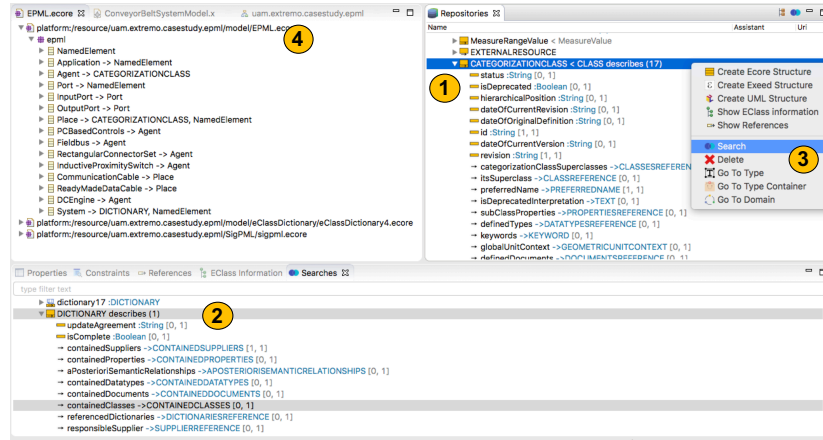 EPML.ecore
ConveyorBeltSystemModel.x
uam.extremo.casestudy.epml
platform:/resource/uam.extremo.casestudy.epml/model/EPML.ecore
epml
NamedElement
Application -> NamedElement
Agent -> CATEGORIZATIONCLASS
Port -> NamedElement
InputPort -> Port
OutputPort -> Port
Place -> CATEGORIZATIONCLASS, NamedElement
PCBasedControls -> Agent
Fieldbus -> Agent
RectangularConnectorSet -> Agent
InductiveProximitySwitch -> Agent
CommunicationCable -> Place
ReadyMadeDataCable -> Place
DCEngine -> Agent
System -> DICTIONARY, NamedElement
platform:/resource/uam.extremo.casestudy.epml/model/eClassDictionary/eClassDictionary4.ecore
platform:/resource/uam.extremo.casestudy.epml/SigPML/sigpml.ecore
4
Repositories
Name Assistant Uri
MeasureRangeValue < MeasureValue
EXTERNALRESOURCE
CATEGORIZATIONCLASS < CLASS describes (17)
status :String [0, 1]
isDeprecated :Boolean [0, 1]
hierarchicalPosition :String [0, 1]
dateOfCurrentRevision :String [0, 1]
dateOfOriginalDefinition :String [0, 1]
id :String [1, 1]
dateOfCurrentVersion :String [0, 1]
revision :String [1, 1]
categorizationClassSuperclasses ->CLASSESREFEREN
itsSuperclass ->CLASSREFERENCE [0, 1]
preferredName ->PREFERREDNAME [1, 1]
isDeprecatedInterpretation ->TEXT [0, 1]
subClassProperties ->PROPERTIESREFERENCE [0, 1]
definedTypes ->DATATYPESREFERENCE [0, 1]
keywords ->KEYWORD [0, 1]
globalUnitContext ->GEOMETRICUNITCONTEXT [0, 1]
definedDocuments ->DOCUMENTSREFERENCE [0, 1]
1
Create Ecore Structure
Create Exeed Structure
Create UML Structure
Show EClass information
Show References
Search
Delete
Go To Type
Go To Type Container
Go To Domain
3
Properties
Constraints
References
EClass Information
Searches
type filter text
dictionary17 :DICTIONARY
DICTIONARY describes (1)
updateAgreement :String [0, 1]
isComplete :Boolean [0, 1]
containedSuppliers ->CONTAINEDSUPPLIERS [1, 1]
containedProperties ->CONTAINEDPROPERTIES [0, 1]
aPosterioriSemanticRelationships ->APOSTERIORISEMANTICRELATIONSHIPS [0, 1]
containedDatatypes ->CONTAINEDDATATYPES [0, 1]
containedDocuments ->CONTAINEDDOCUMENTS [0, 1]
containedClasses ->CONTAINEDCLASSES [0, 1]
referencedDictionaries ->DICTIONARIESREFERENCE [0, 1]
responsibleSupplier ->SUPPLIERREFERENCE [0, 1]
2